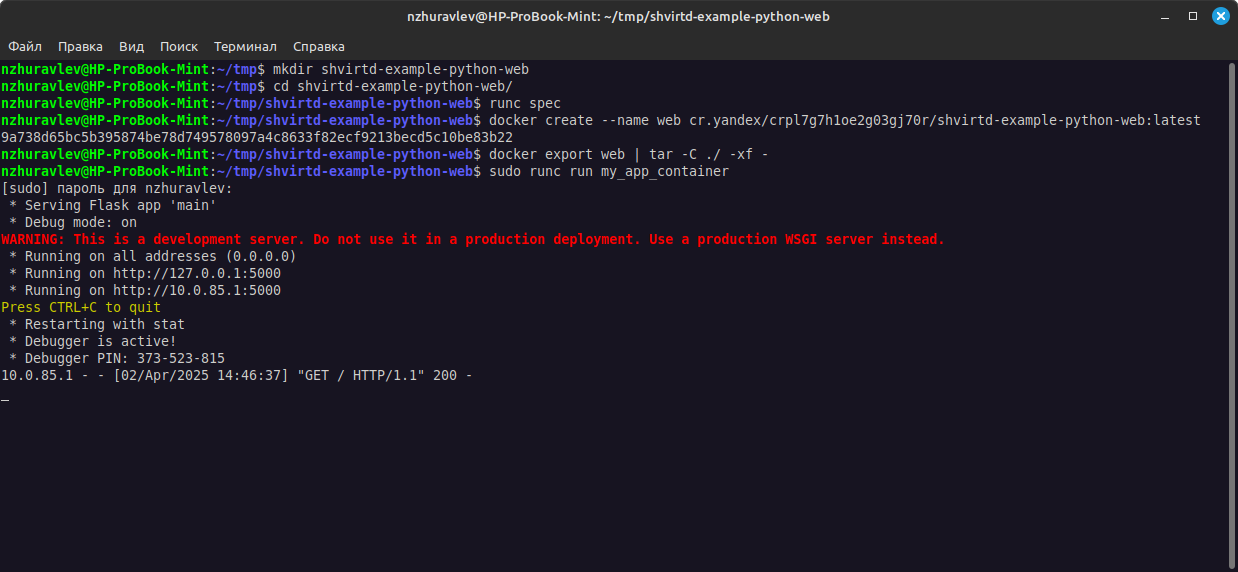 nzhuravlev@HP-ProBook-Mint: ~/tmp/shvirtd-example-python-web
Файл Правка Вид Поиск Терминал Справка
nzhuravlev@HP-ProBook-Mint:~/tmp$ mkdir shvirtd-example-python-web
nzhuravlev@HP-ProBook-Mint:~/tmp$ cd shvirtd-example-python-web/
nzhuravlev@HP-ProBook-Mint:~/tmp/shvirtd-example-python-web$ runc spec
nzhuravlev@HP-ProBook-Mint:~/tmp/shvirtd-example-python-web$ docker create --name web cr.yandex/crpl7g7h1oe2g03gj70r/shvirtd-example-python-web:latest
9a738d65bc5b395874be78d749578097a4c8633f82ecf9213becd5c10be83b22
nzhuravlev@HP-ProBook-Mint:~/tmp/shvirtd-example-python-web$ docker export web | tar -C ./ -xf -
nzhuravlev@HP-ProBook-Mint:~/tmp/shvirtd-example-python-web$ sudo runc run my_app_container
[sudo] пароль для nzhuravlev:
 * Serving Flask app 'main'
 * Debug mode: on
WARNING: This is a development server. Do not use it in a production deployment. Use a production WSGI server instead.
 * Running on all addresses (0.0.0.0)
 * Running on http://127.0.0.1:5000
 * Running on http://10.0.85.1:5000
Press CTRL+C to quit
 * Restarting with stat
 * Debugger is active!
 * Debugger PIN: 373-523-815
10.0.85.1 - - [02/Apr/2025 14:46:37] "GET / HTTP/1.1" 200 -